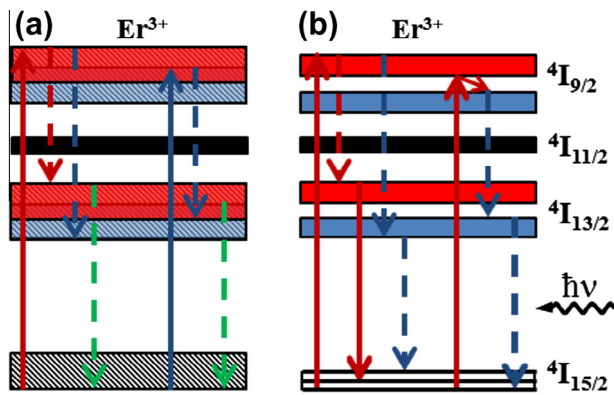 (a) Er³⁺ (b) Er³⁺
⁴I₉/₂
⁴I₁₁/₂
⁴I₁₃/₂
ħν
⁴I₁₅/₂